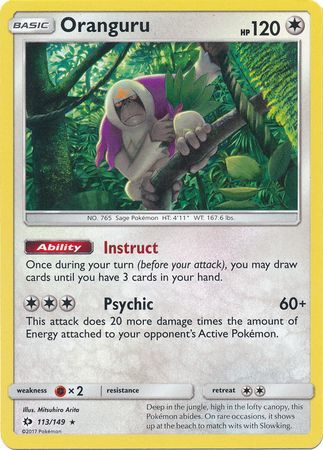 BASIC Oranguru HP 120
NO. 765 Sage Pokémon HT: 4'11" WT: 167.6 lbs.
Ability Instruct
Once during your turn (before your attack), you may draw
cards until you have 3 cards in your hand.
Psychic 60+
This attack does 20 more damage times the amount of
Energy attached to your opponent's Active Pokémon.
weakness ×2 resistance retreat
Illus. Mitsuhiro Arita
113/149 ★
©2017 Pokémon
Deep in the jungle, high in the lofty canopy, this
Pokémon abides. On rare occasions, it shows
up at the beach to match wits with Slowking.